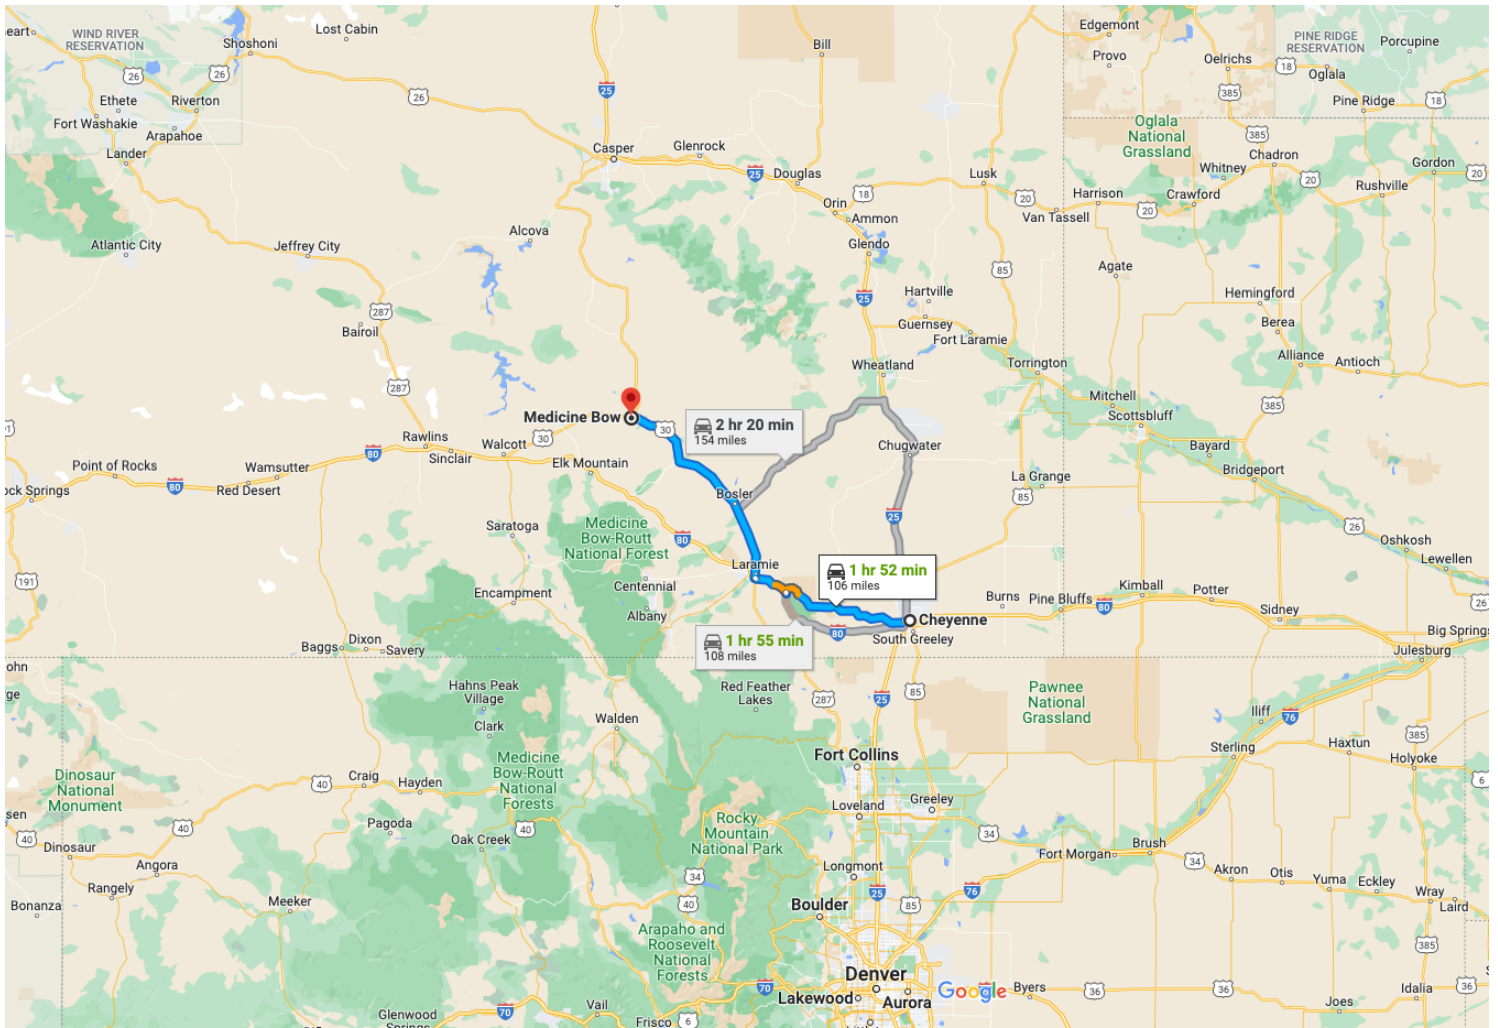 eart
WIND RIVER
RESERVATION
Lost Cabin
Shoshoni
Bill
Edgemont
Provo
Oelrichs
PINE RIDGE
RESERVATION
Porcupine
Oglala
Pine Ridge
26
26
26
25
18
18
385
385
Ethete
Riverton
Fort Washakie
Arapahoe
Lander
Casper
Glenrock
25
Douglas
Lusk
Oglala
National
Grassland
Chadron
Whitney
Gordon
20
20
20
20
Harrison
Crawford
Rushville
Van Tassell
18
Orin
Ammon
Glendo
Atlantic City
Jeffrey City
Alcova
85
Agate
25
Hartville
Guernsey
Fort Laramie
Hemingford
Berea
Alliance
Antioch
287
Bairoil
287
Wheatland
Torrington
Mitchell
Scottsbluff
385
Medicine Bow
30
2 hr 20 min
154 miles
Chugwater
Bayard
Bridgeport
Rawlins
Walcott
30
Sinclair
80
Elk Mountain
Point of Rocks
Wamsutter
80
Red Desert
ock Springs
Bosler
La Grange
85
25
26
Saratoga
Medicine
Bow-Routt
National Forest
80
Oshkosh
Lewellen
Laramie
1 hr 52 min
106 miles
191
Centennial
Encampment
Albany
Burns
Pine Bluffs
80
Kimball
Potter
Sidney
26
Cheyenne
80
South Greeley
1 hr 55 min
108 miles
Big Springs
Julesburg
Baggs
Dixon
Savery
ohn
ge
Hahns Peak
Village
Clark
Red Feather
Lakes
287
25
85
Pawnee
National
Grassland
Iliff
76
Walden
Sterling
385
Haxtun
Holyoke
Fort Collins
Dinosaur
National
Monument
Medicine
Bow-Routt
National
Forests
Craig
Hayden
40
6
Loveland
Greeley
sen
40
40
40
Pagoda
Oak Creek
Rocky
Mountain
National Park
34
Fort Morgan
Brush
34
Dinosaur
Angora
Rangely
Longmont
Akron
Otis
Yuma
Eckley
Wray
Laird
34
40
25
85
76
Bonanza
Meeker
Boulder
Arapaho and
Roosevelt
National
Forests
385
Denver
Lakewood
Aurora
Google
36
Byers
36
36
Idalia
Joes
70
70
Vail
Glenwood
Springs
Frisco
6